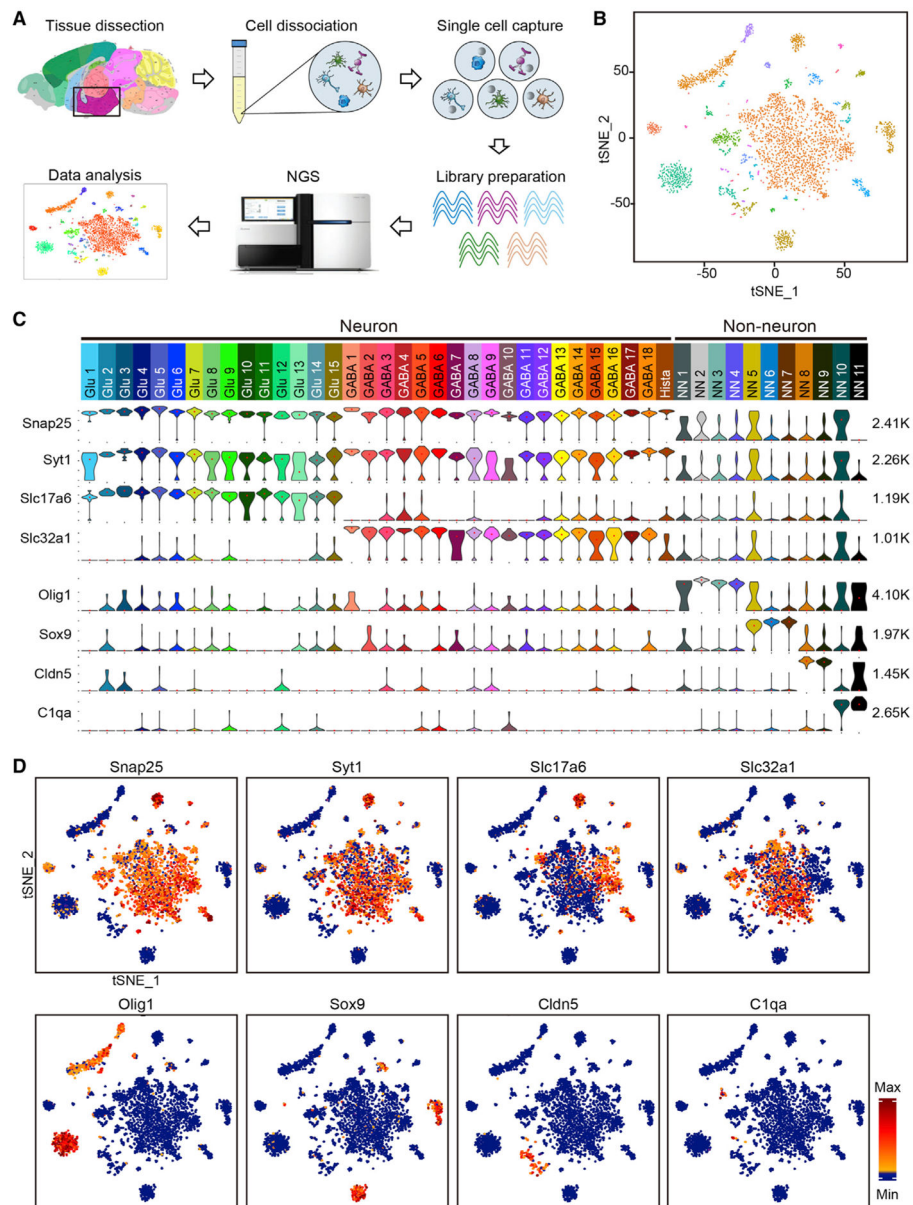 A
Tissue dissection
Cell dissociation
Single cell capture
Data analysis
NGS
Library preparation
B
tSNE_2
50
0
-50
-50
0
50
tSNE_1
C
Neuron
Non-neuron
Glu 1
Glu 2
Glu 3
Glu 4
Glu 5
Glu 6
Glu 7
Glu 8
Glu 9
Glu 10
Glu 11
Glu 12
Glu 13
Glu 14
Glu 15
GABA 1
GABA 2
GABA 3
GABA 4
GABA 5
GABA 6
GABA 7
GABA 8
GABA 9
GABA 10
GABA 11
GABA 12
GABA 13
GABA 14
GABA 15
GABA 16
GABA 17
GABA 18
Hista
NN 1
NN 2
NN 3
NN 4
NN 5
NN 6
NN 7
NN 8
NN 9
NN 10
NN 11
Snap25 2.41K
Syt1 2.26K
Slc17a6 1.19K
Slc32a1 1.01K
Olig1 4.10K
Sox9 1.97K
Cldn5 1.45K
C1qa 2.65K
D
Snap25
Syt1
Slc17a6
Slc32a1
tSNE_2
tSNE_1
Olig1
Sox9
Cldn5
C1qa
Max
Min